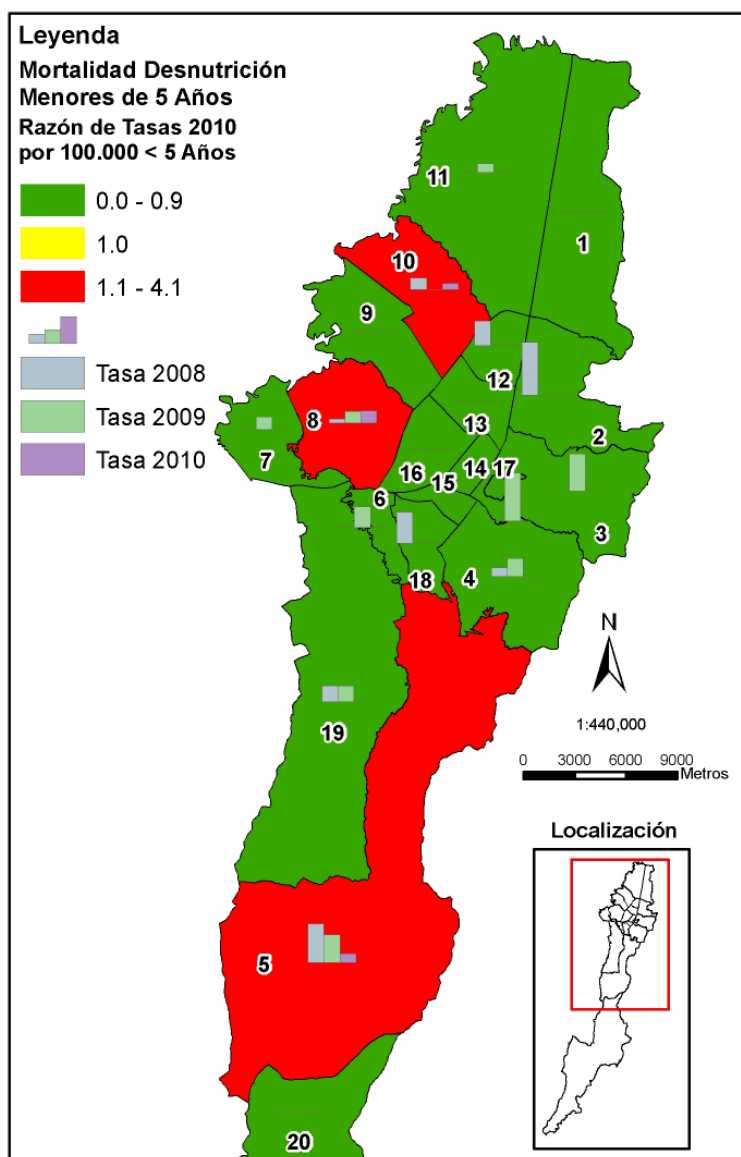 Leyenda
Mortalidad Desnutrición
Menores de 5 Años
Razón de Tasas 2010
por 100.000 < 5 Años
0.0 - 0.9
1.0
1.1 - 4.1
Tasa 2008
Tasa 2009
Tasa 2010
11
1
10
9
12
8
13
2
7
16
14
17
15
6
3
18
4
N
1:440,000
19
0 3000 6000 9000
Metros
Localización
5
20